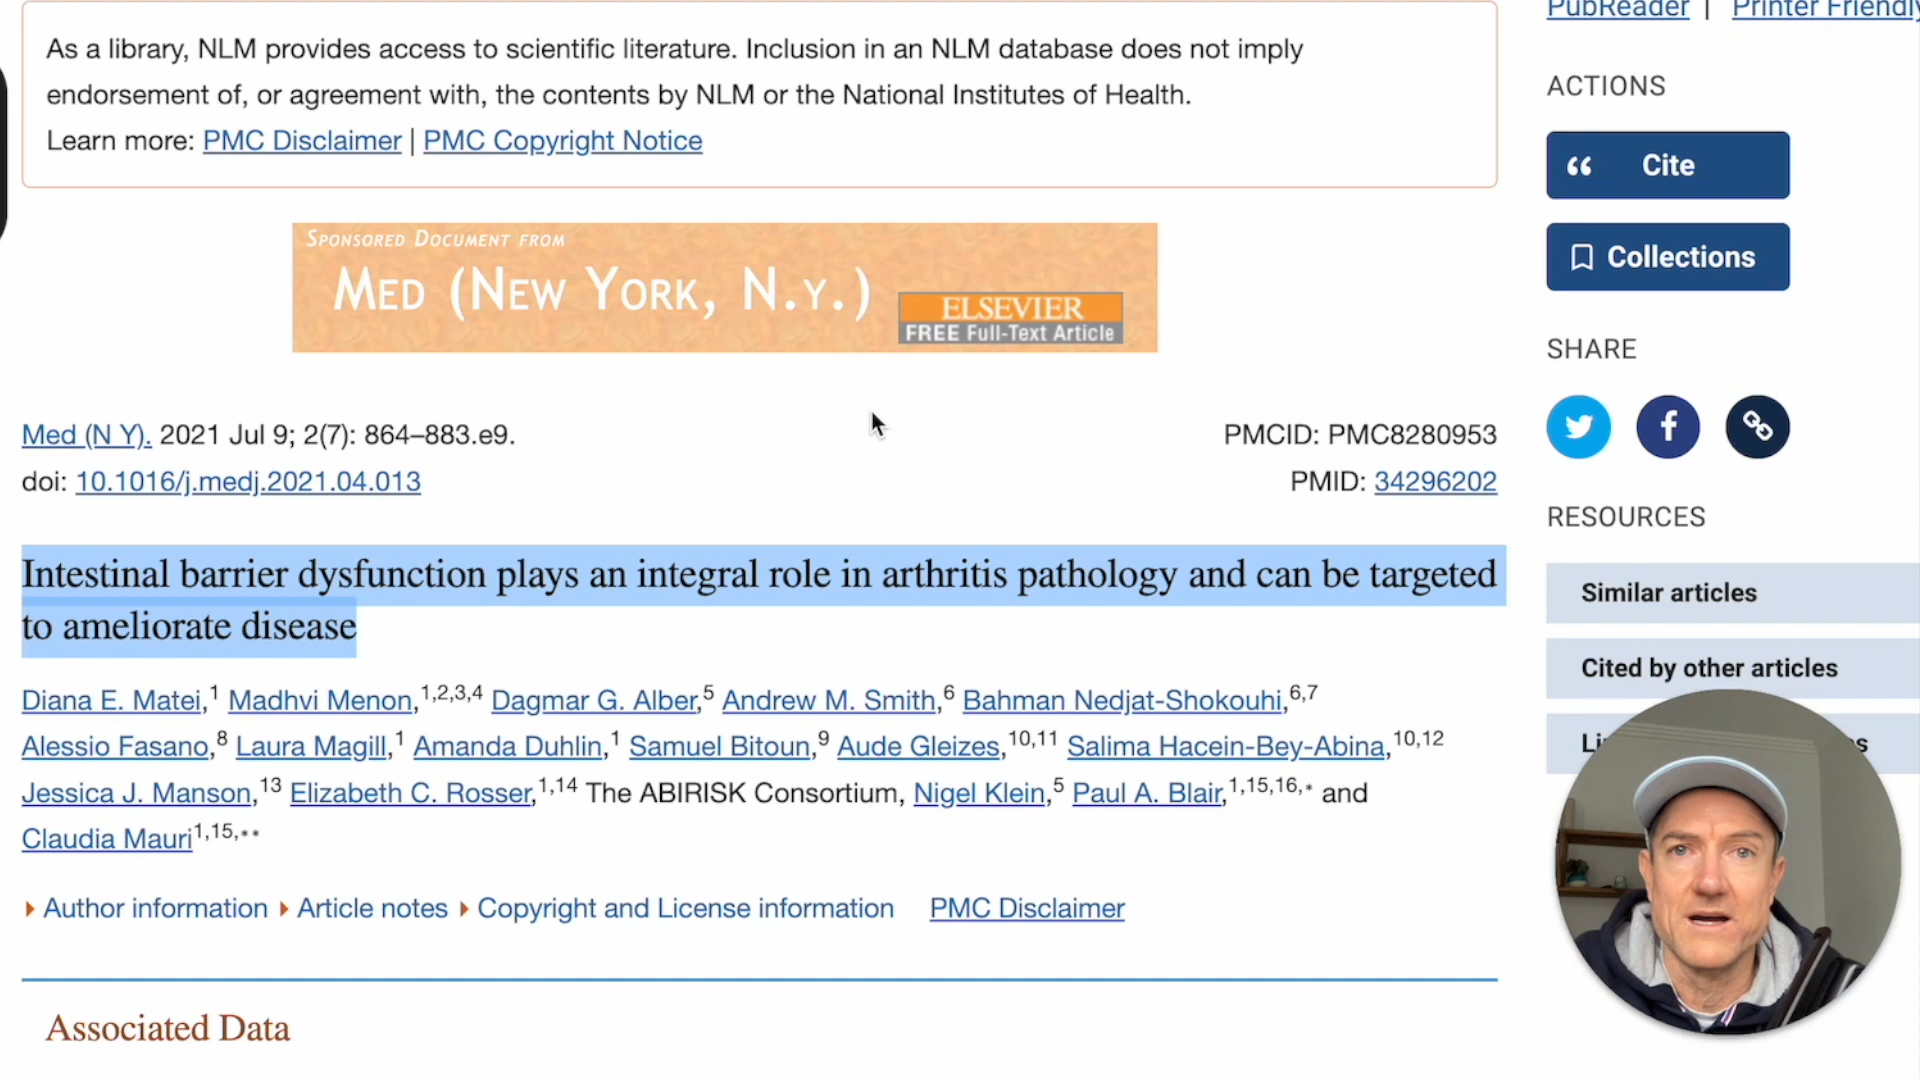 PubReader | Printer Friendly
As a library, NLM provides access to scientific literature. Inclusion in an NLM database does not imply
endorsement of, or agreement with, the contents by NLM or the National Institutes of Health.
Learn more: PMC Disclaimer | PMC Copyright Notice
ACTIONS
Cite
Collections
SPONSORED DOCUMENT FROM
MED (NEW YORK, N.Y.)
ELSEVIER
FREE Full-Text Article
SHARE
Med (N Y). 2021 Jul 9; 2(7): 864–883.e9.
doi: 10.1016/j.medj.2021.04.013
PMCID: PMC8280953
PMID: 34296202
Intestinal barrier dysfunction plays an integral role in arthritis pathology and can be targeted
to ameliorate disease
Diana E. Matei,1 Madhvi Menon,1,2,3,4 Dagmar G. Alber,5 Andrew M. Smith,6 Bahman Nedjat-Shokouhi,6,7
Alessio Fasano,8 Laura Magill,1 Amanda Duhlin,1 Samuel Bitoun,9 Aude Gleizes,10,11 Salima Hacein-Bey-Abina,10,12
Jessica J. Manson,13 Elizabeth C. Rosser,1,14 The ABIRISK Consortium, Nigel Klein,5 Paul A. Blair,1,15,16,* and
Claudia Mauri1,15,**
Author information Article notes Copyright and License information PMC Disclaimer
RESOURCES
Similar articles
Cited by other articles
Associated Data